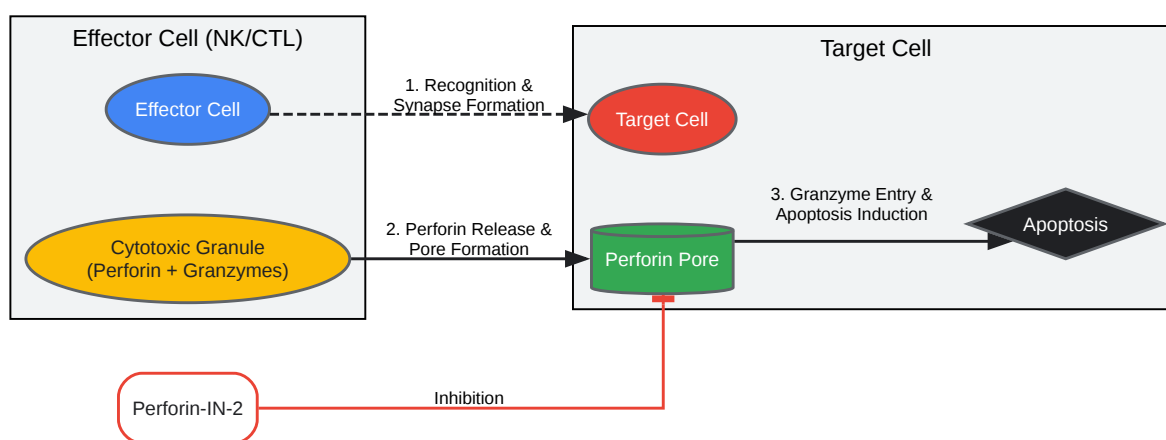 Effector Cell (NK/CTL)
Target Cell
Effector Cell
1. Recognition &
Synapse Formation
Target Cell
Cytotoxic Granule
(Perforin + Granzymes)
2. Perforin Release &
Pore Formation
Perforin Pore
3. Granzyme Entry &
Apoptosis Induction
Apoptosis
Perforin-IN-2
Inhibition